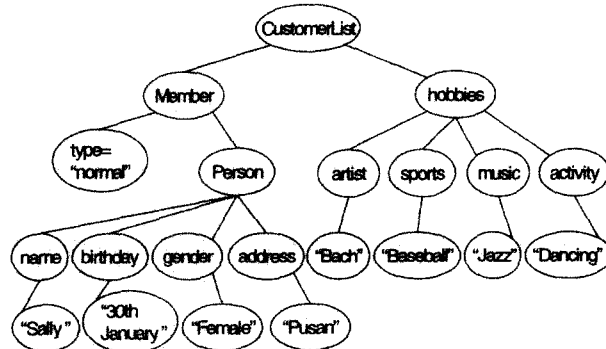 CustomerList
Member
hobbies
type=
"normal"
Person
artist
sports
music
activity
name
birthday
gender
address
"Bach"
"Baseball"
"Jazz"
"Dancing"
"Sally"
"30th
January"
"Female"
"Pusan"